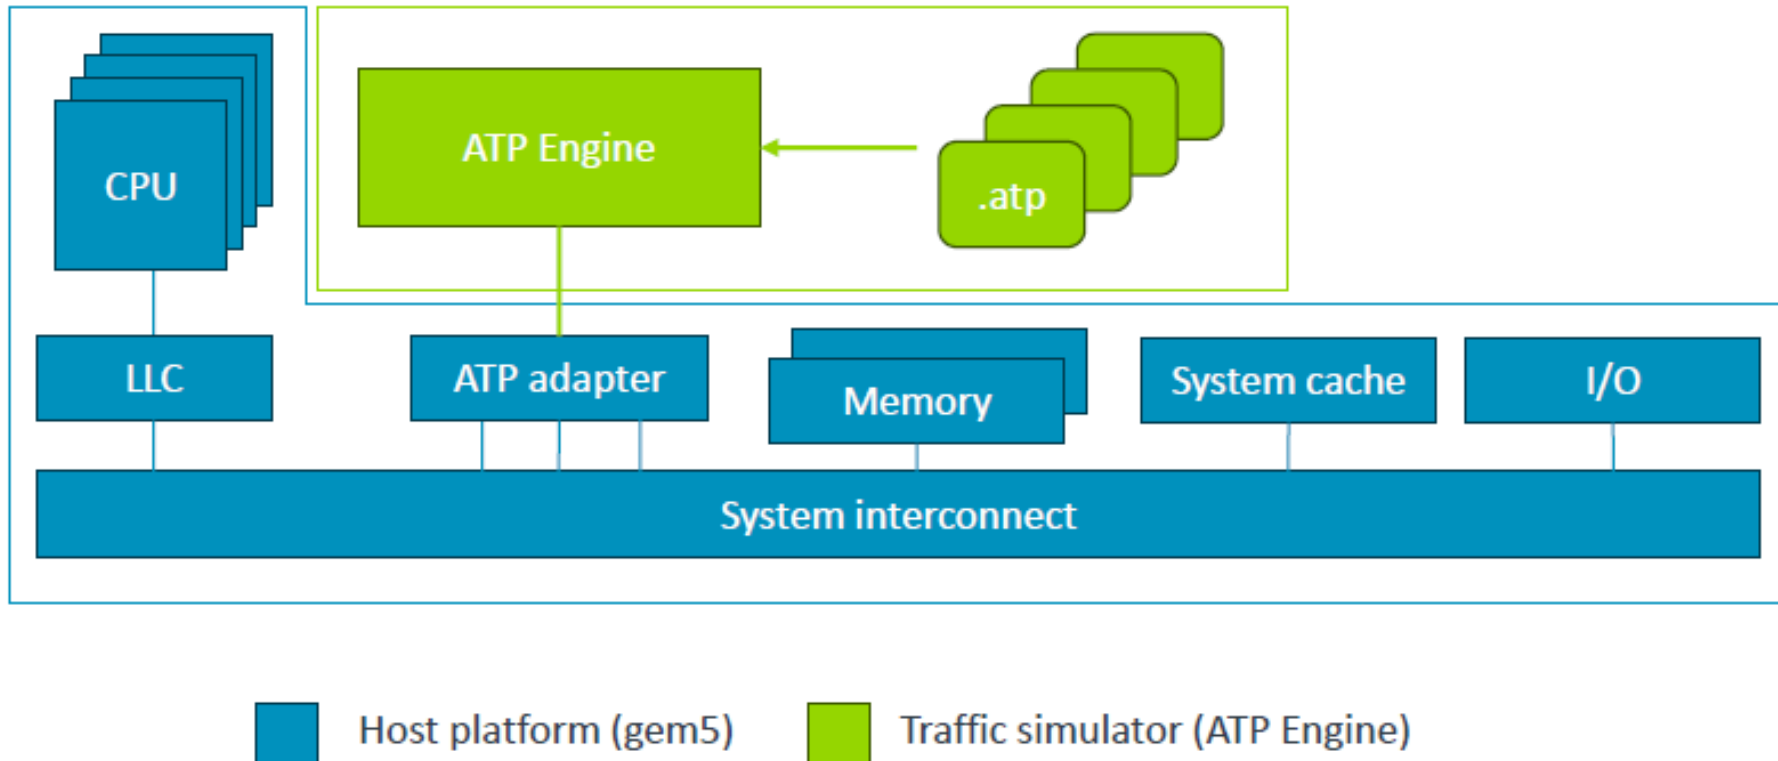 CPU
ATP Engine
.atp
LLC
ATP adapter
Memory
System cache
I/O
System interconnect
Host platform (gem5)
Traffic simulator (ATP Engine)